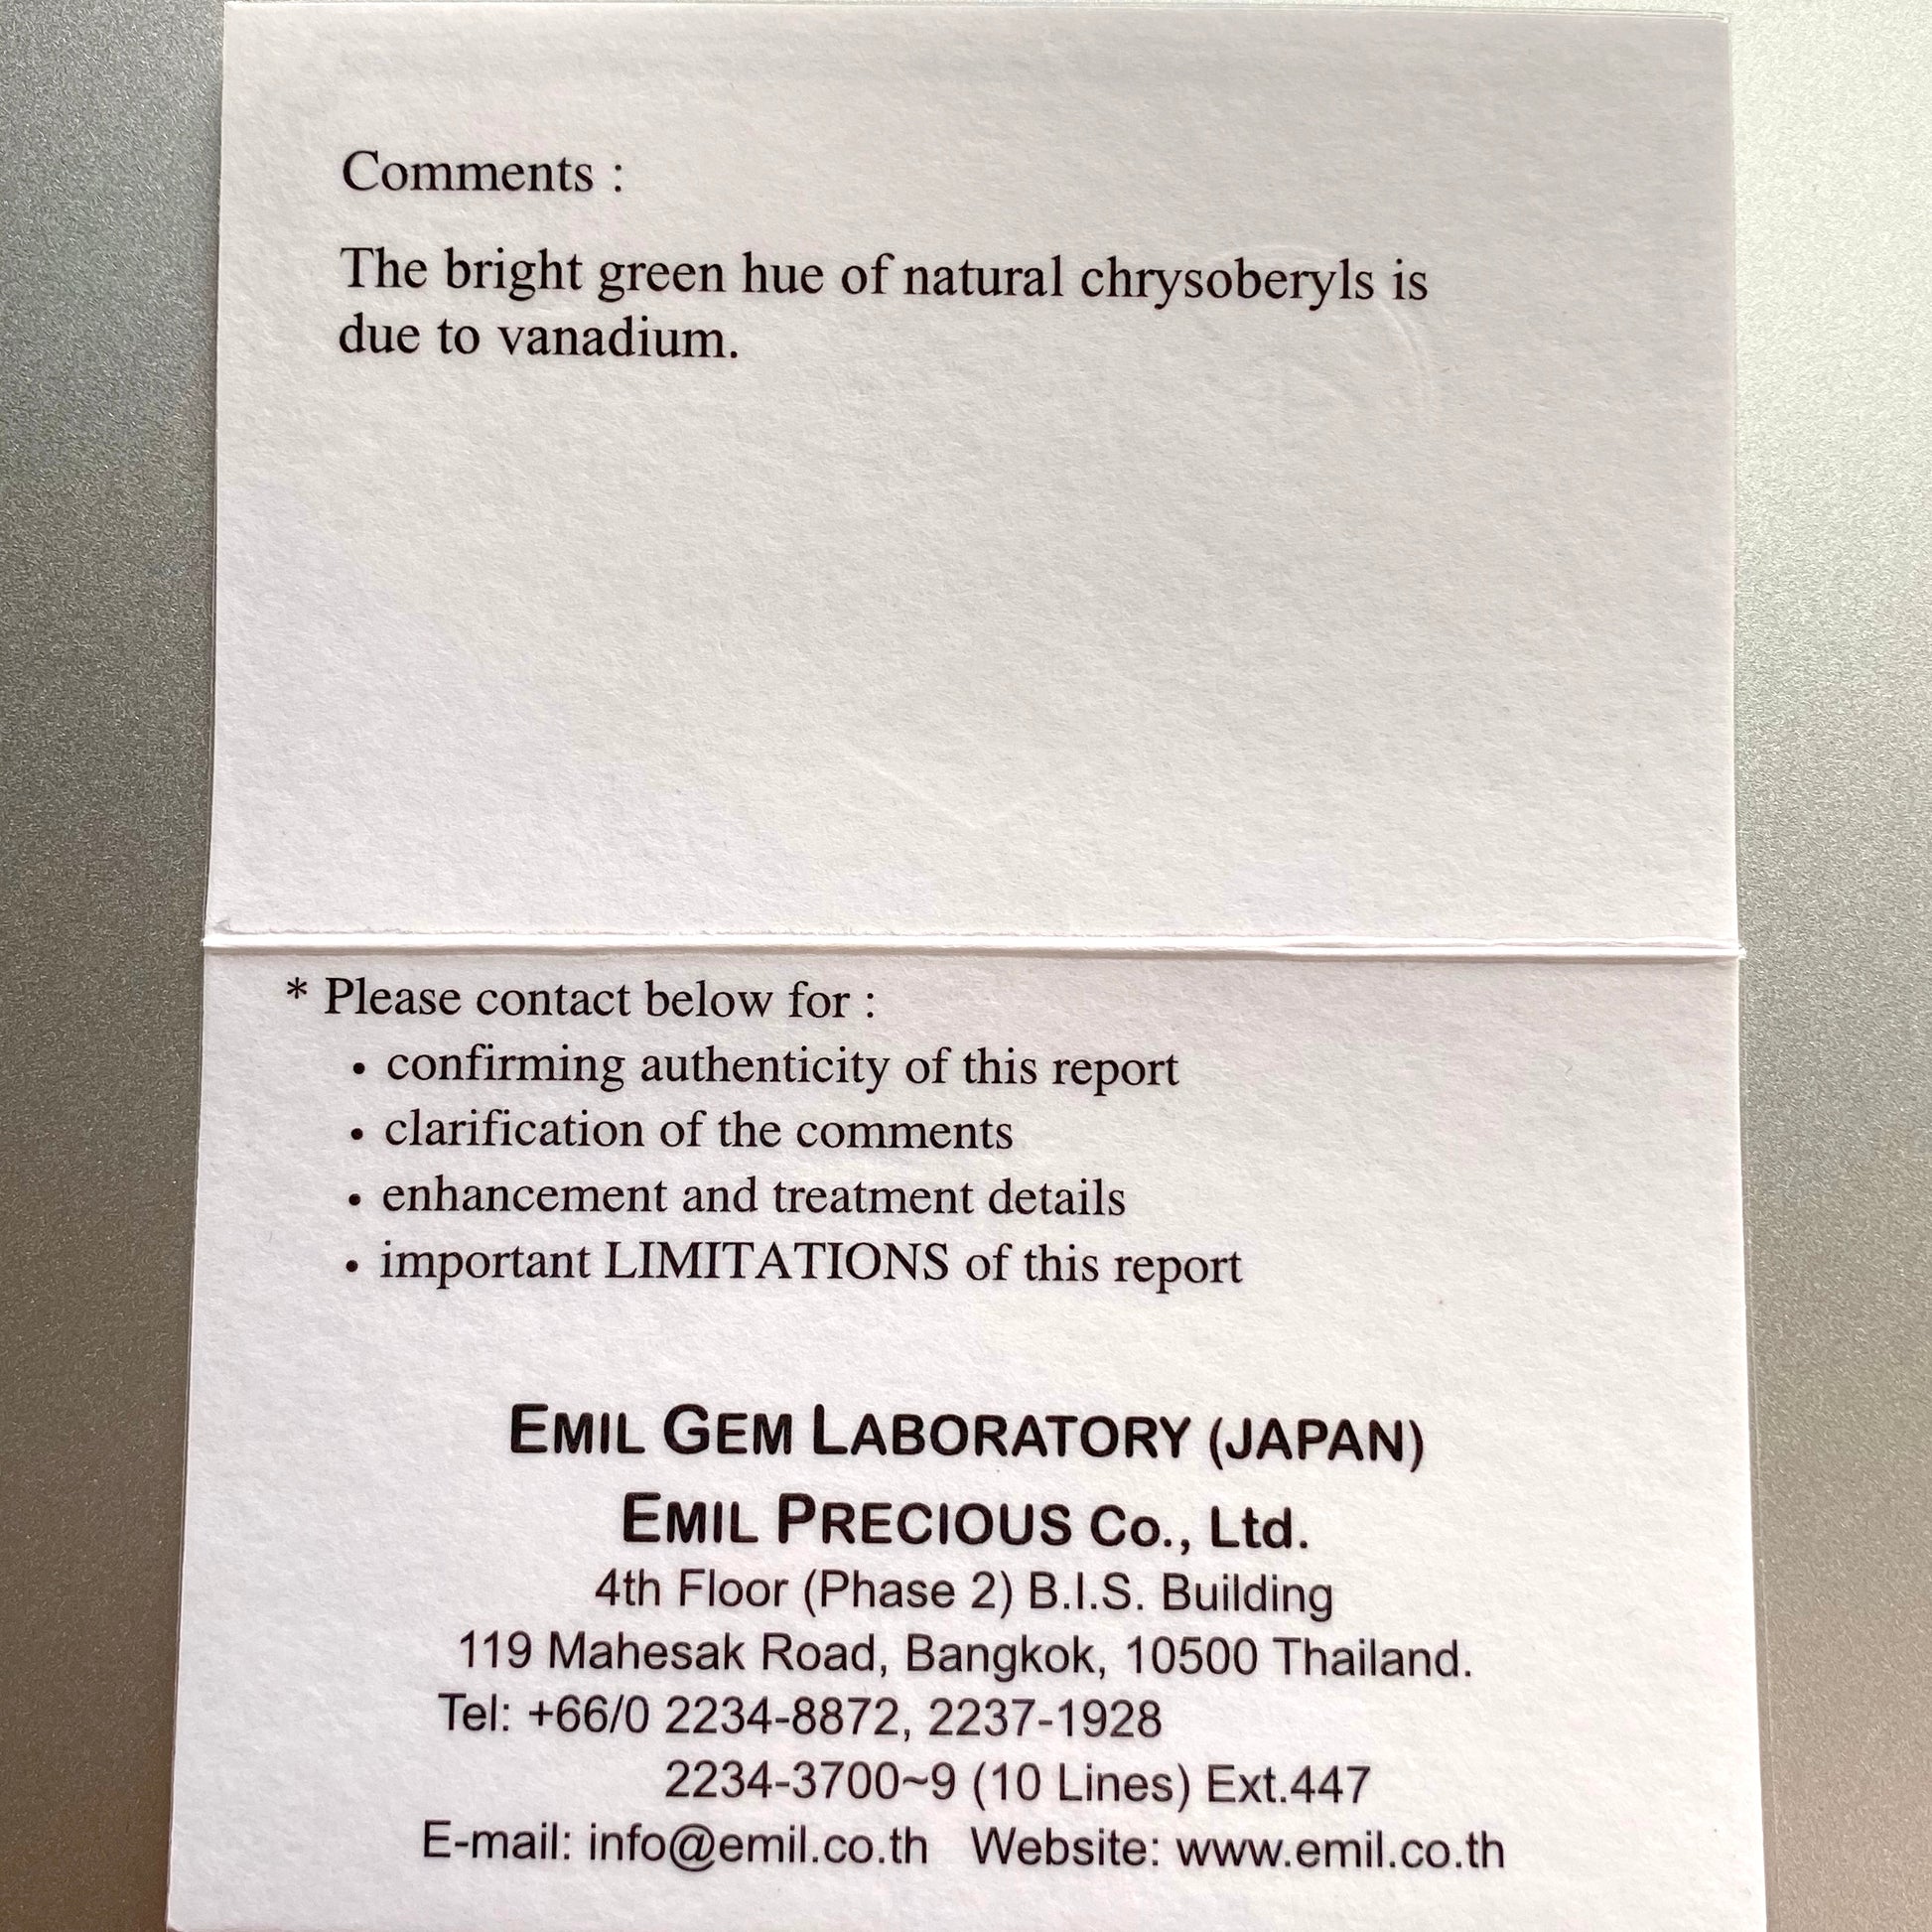 Comments :
The bright green hue of natural chrysoberyls is
due to vanadium.
* Please contact below for :
• confirming authenticity of this report
• clarification of the comments
• enhancement and treatment details
• important LIMITATIONS of this report
EMIL GEM LABORATORY (JAPAN)
EMIL PRECIOUS Co., Ltd.
4th Floor (Phase 2) B.I.S. Building
119 Mahesak Road, Bangkok, 10500 Thailand.
Tel: +66/0 2234-8872, 2237-1928
2234-3700~9 (10 Lines) Ext.447
E-mail: info@emil.co.th Website: www.emil.co.th